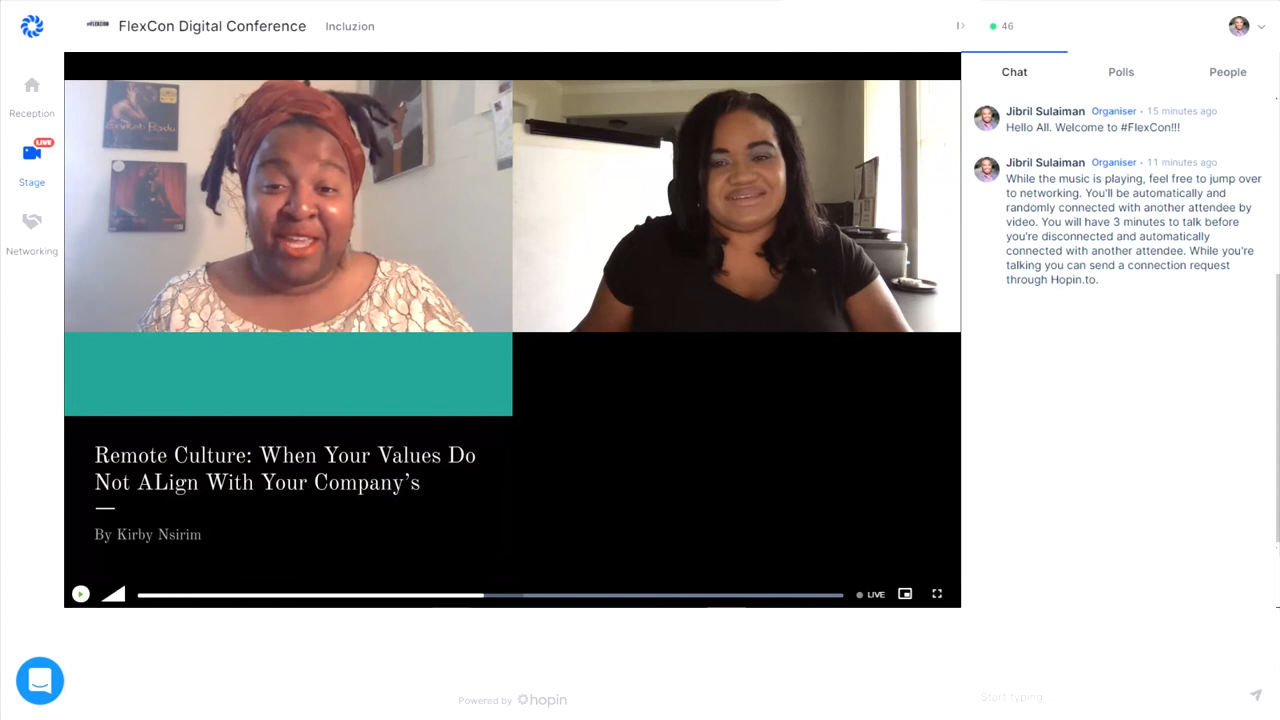 #FLEXCON
FlexCon Digital Conference
Incluzion
46
Reception
LIVE
Stage
Networking
Erykah Badu
Remote Culture: When Your Values Do
Not ALign With Your Company’s
By Kirby Nsirim
LIVE
Powered by hopin
Chat
Polls
People
Jibril Sulaiman Organiser • 15 minutes ago
Hello All. Welcome to #FlexCon!!!
Jibril Sulaiman Organiser • 11 minutes ago
While the music is playing, feel free to jump over
to networking. You'll be automatically and
randomly connected with another attendee by
video. You will have 3 minutes to talk before
you're disconnected and automatically
connected with another attendee. While you're
talking you can send a connection request
through Hopin.to.
Start typing